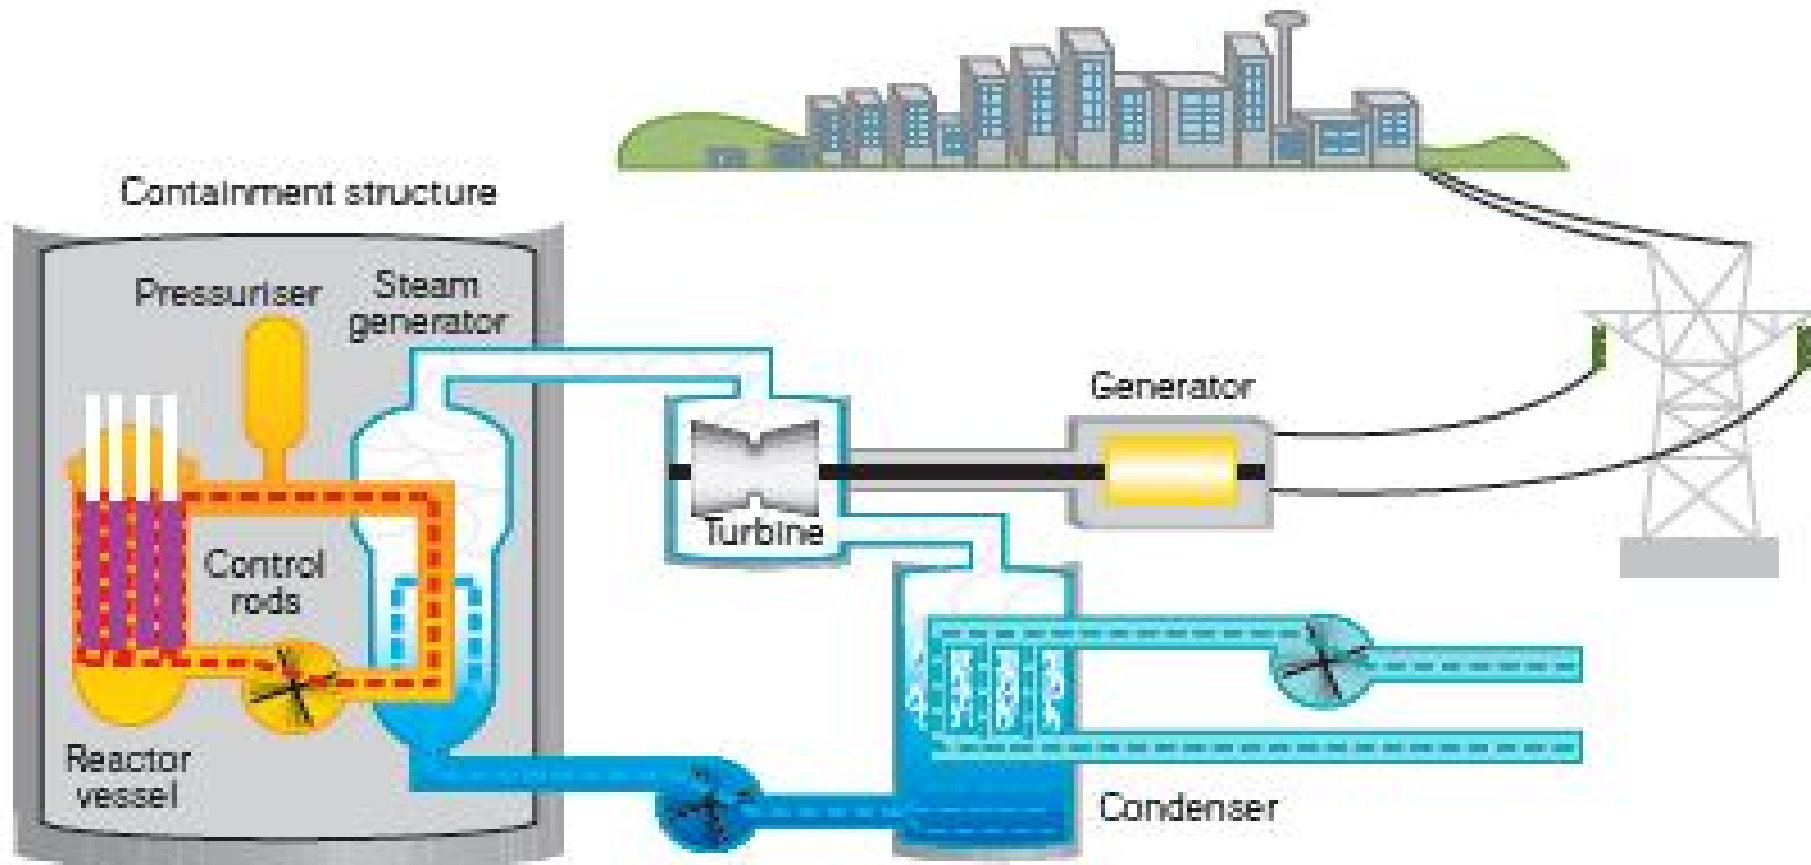 Containment structure
Pressuriser
Steam
generator
Generator
Turbine
Control
rods
Reactor
vessel
Condenser